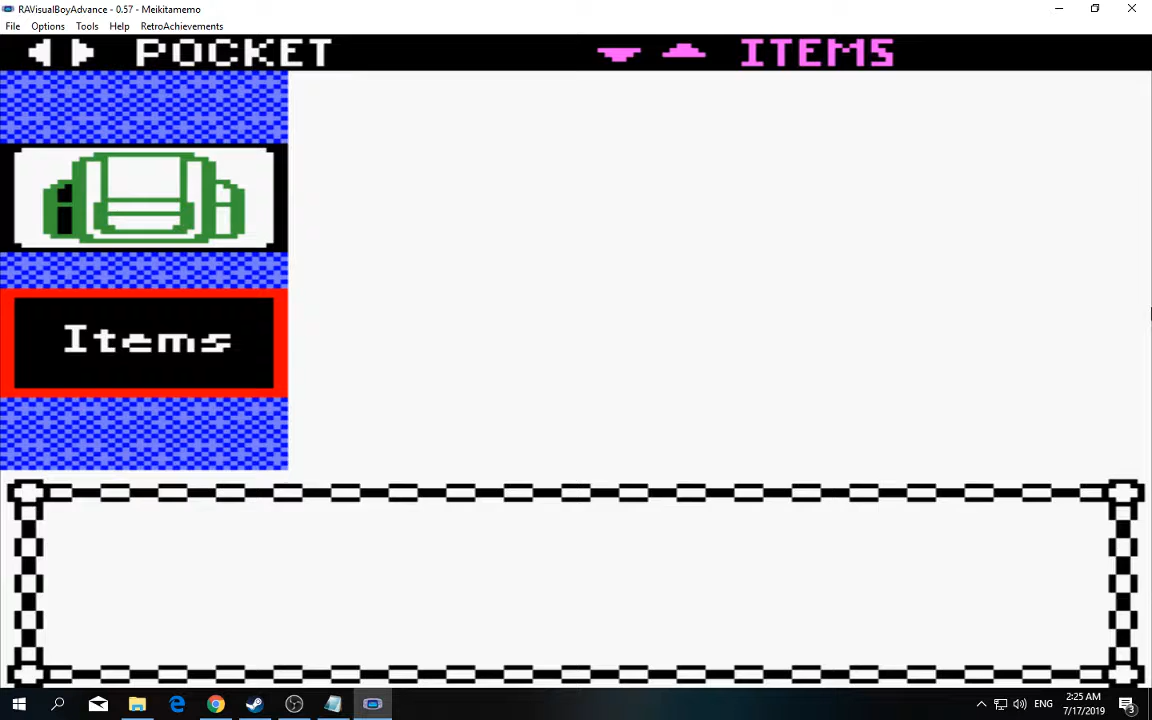 RAVisualBoyAdvance - 0.57 - Meikitamemo
File Options Tools Help RetroAchievements
POCKET ITEMS
Items
2:25 AM
ENG
7/17/2019
3